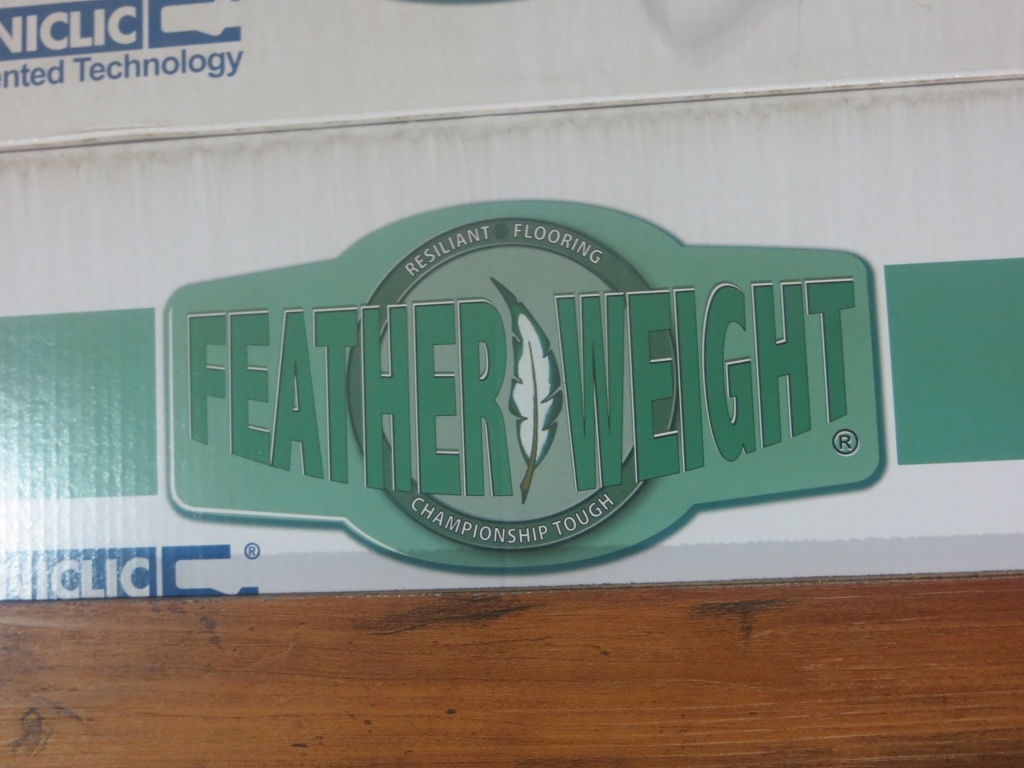 NICLIC
ented Technology
RESILIANT FLOORING
FEATHER WEIGHT ®
CHAMPIONSHIP TOUGH
NICLIC ®